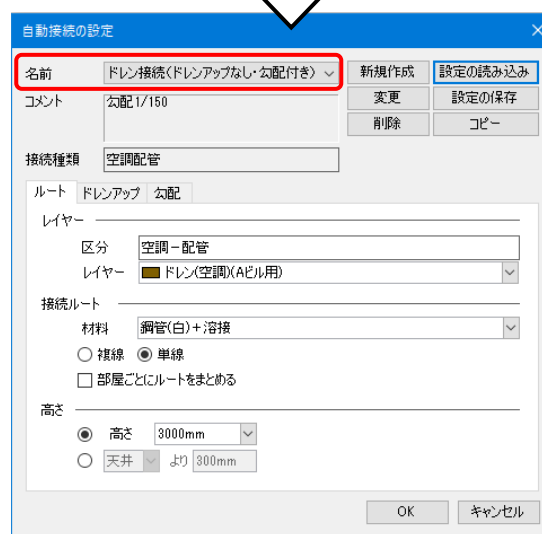 自動接続の設定
名前 ドレン接続(ドレンアップなし・勾配付き) 新規作成 設定の読み込み
コメント 勾配1/150 変更 設定の保存
削除 コピー
接続種類 空調配管
ルート ドレンアップ 勾配
レイヤー
区分 空調-配管
レイヤー ドレン(空調)(Aビル用)
接続ルート
材料 鋼管(白)+溶接
複線 単線
部屋ごとにルートをまとめる
高さ
高さ 3000mm
天井 より 300mm
OK キャンセル